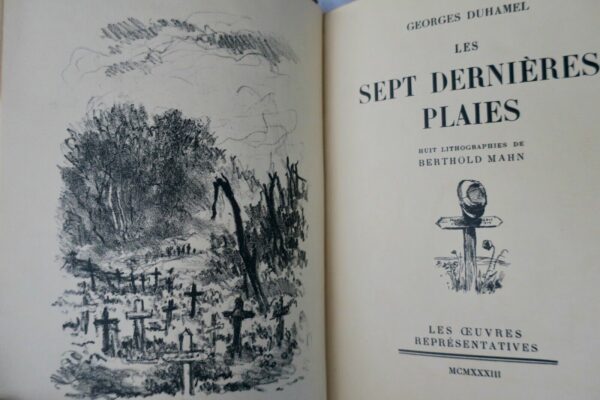 GEORGES DUHAMEL
LES
SEPT DERNIÈRES
PLAIES
HUIT LITHOGRAPHIES DE
BERTHOLD MAHN
LES ŒUVRES
REPRÉSENTATIVES
MCMXXXIII